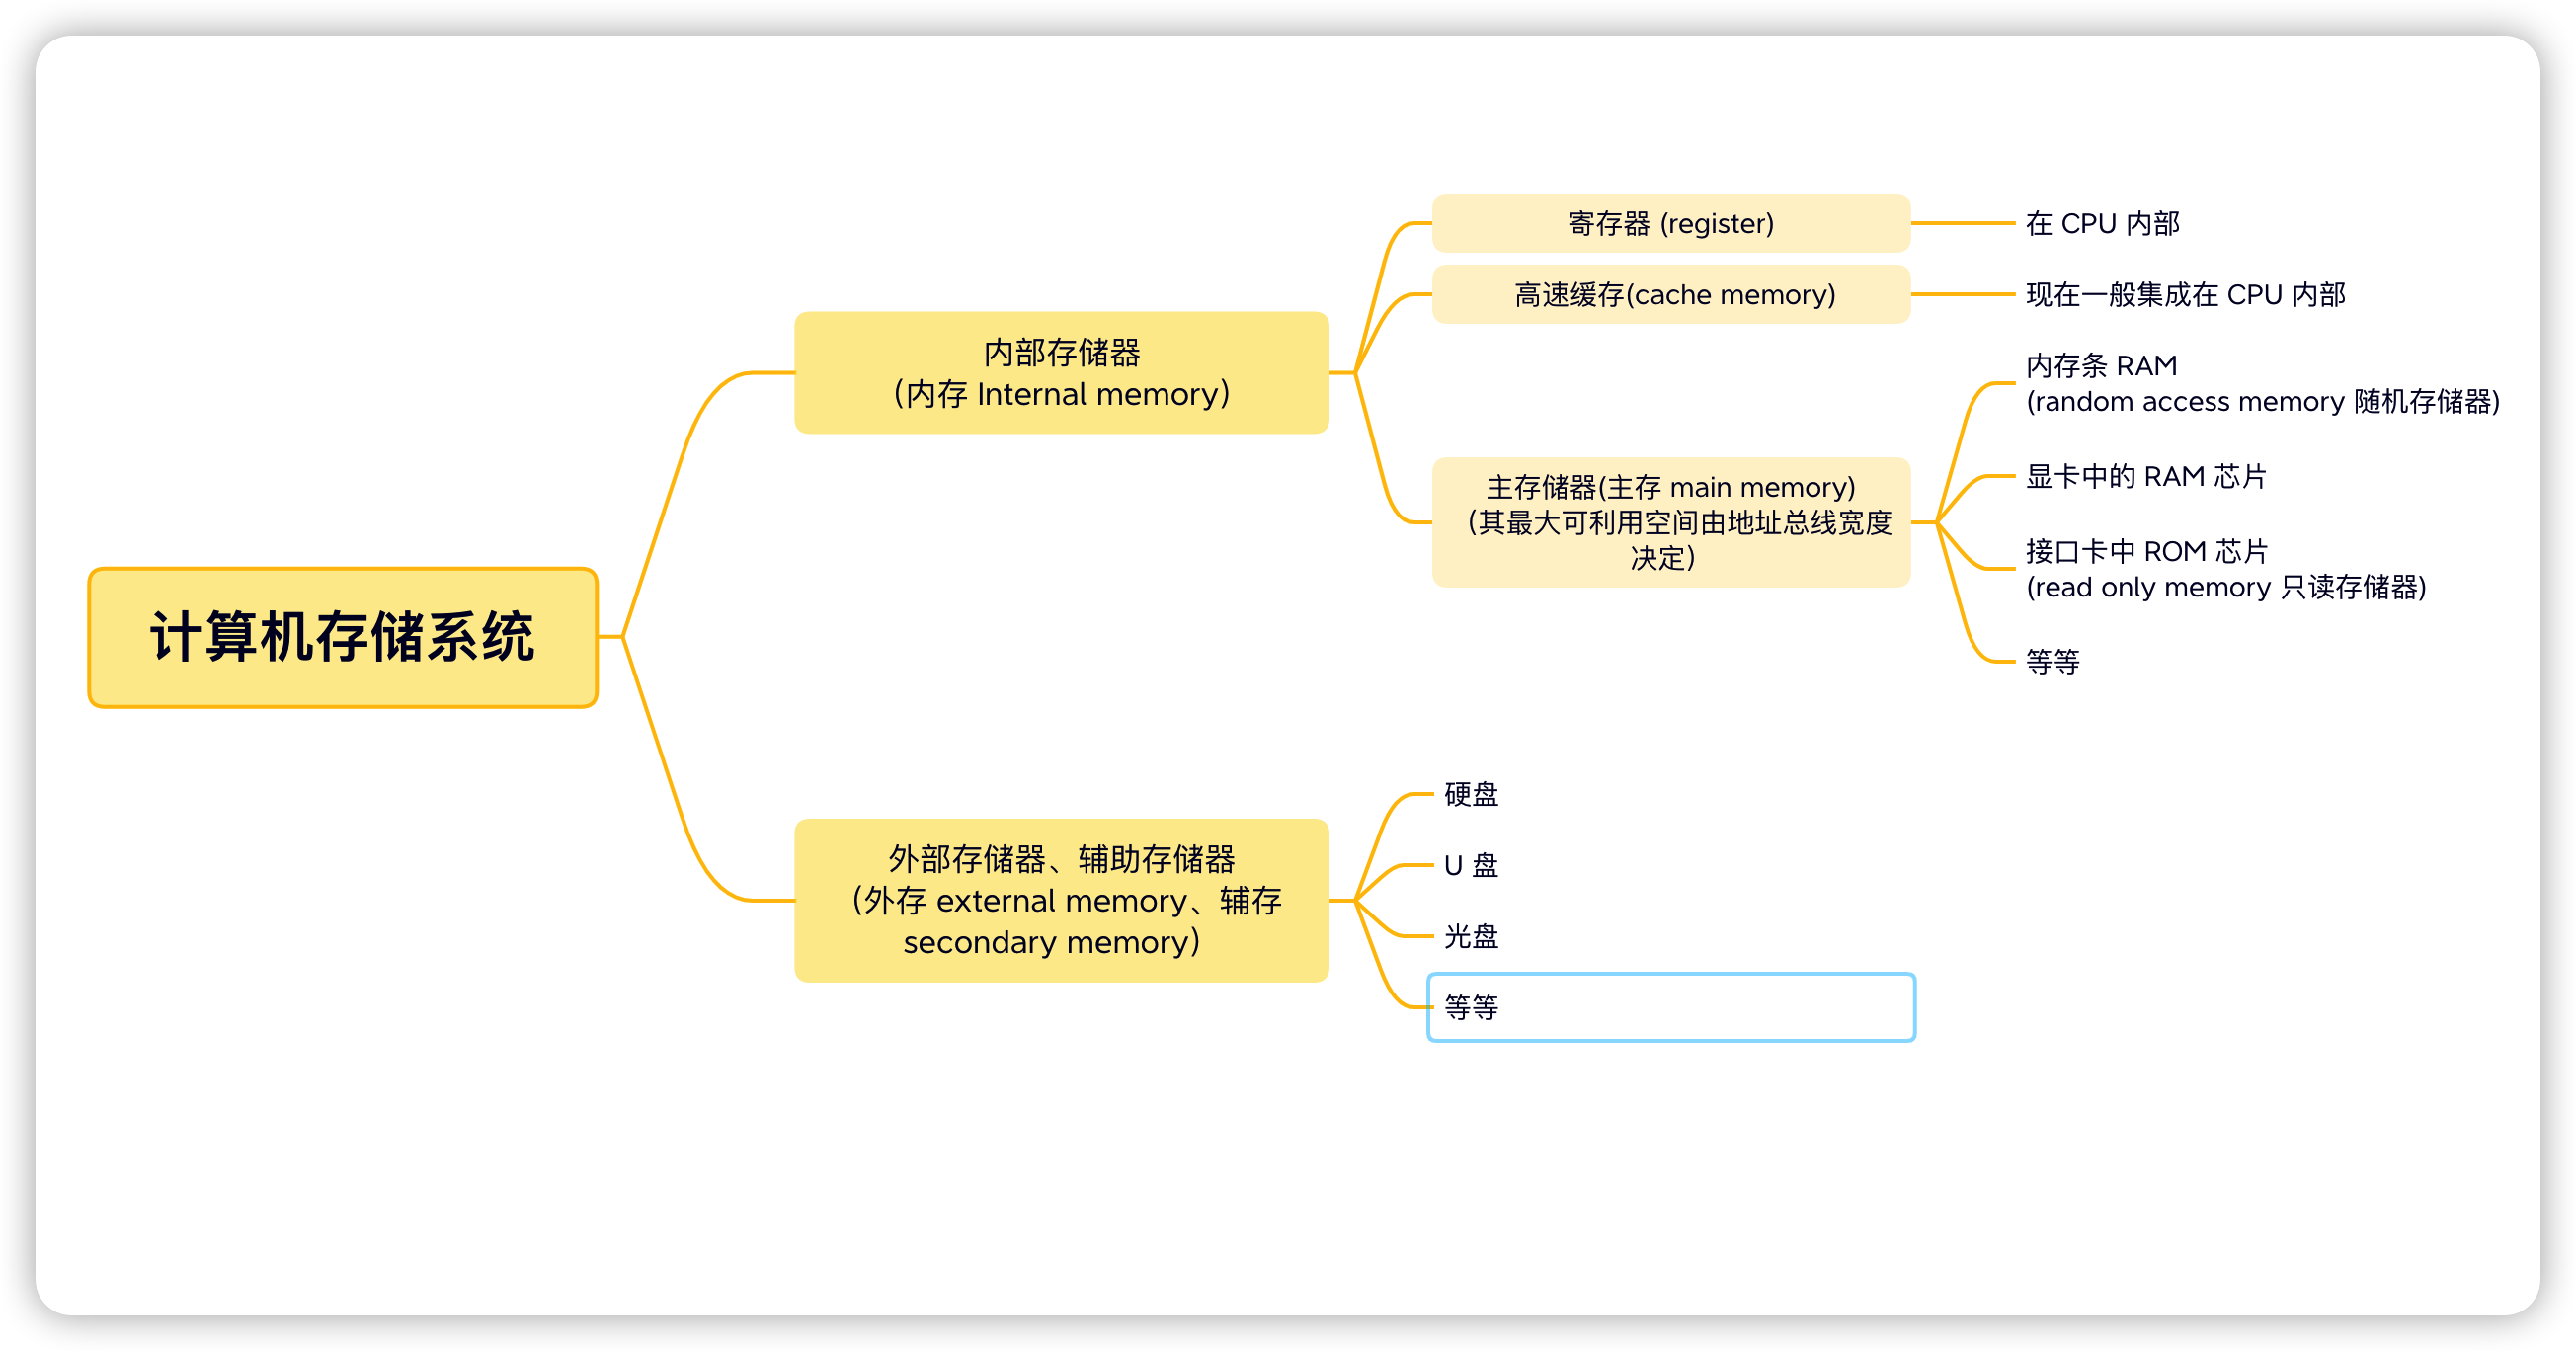 计算机存储系统
内部存储器
（内存 Internal memory）
寄存器 (register)
在 CPU 内部
高速缓存(cache memory)
现在一般集成在 CPU 内部
主存储器(主存 main memory)
（其最大可利用空间由地址总线宽度
决定）
内存条 RAM
(random access memory 随机存储器)
显卡中的 RAM 芯片
接口卡中 ROM 芯片
(read only memory 只读存储器)
等等
外部存储器、辅助存储器
（外存 external memory、辅存
secondary memory）
硬盘
U 盘
光盘
等等